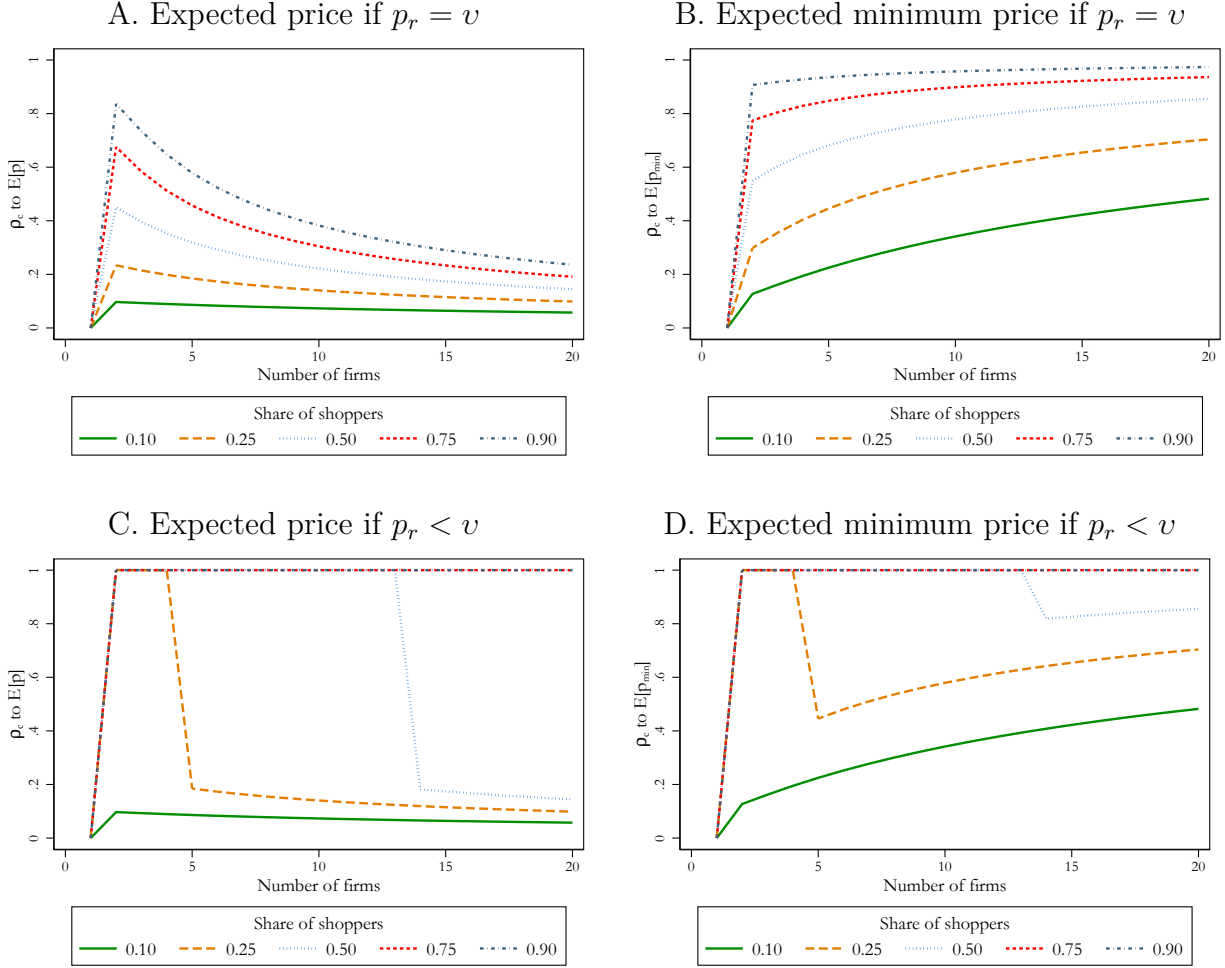 A. Expected price if p_r = υ
ρ_c to E[p]
0 .2 .4 .6 .8 1
0 5 10 15 20
Number of firms
Share of shoppers
0.10 0.25 0.50 0.75 0.90
B. Expected minimum price if p_r = υ
ρ_c to E[p_min]
0 .2 .4 .6 .8 1
0 5 10 15 20
Number of firms
Share of shoppers
0.10 0.25 0.50 0.75 0.90
C. Expected price if p_r < υ
ρ_c to E[p]
0 .2 .4 .6 .8 1
0 5 10 15 20
Number of firms
Share of shoppers
0.10 0.25 0.50 0.75 0.90
D. Expected minimum price if p_r < υ
ρ_c to E[p_min]
0 .2 .4 .6 .8 1
0 5 10 15 20
Number of firms
Share of shoppers
0.10 0.25 0.50 0.75 0.90